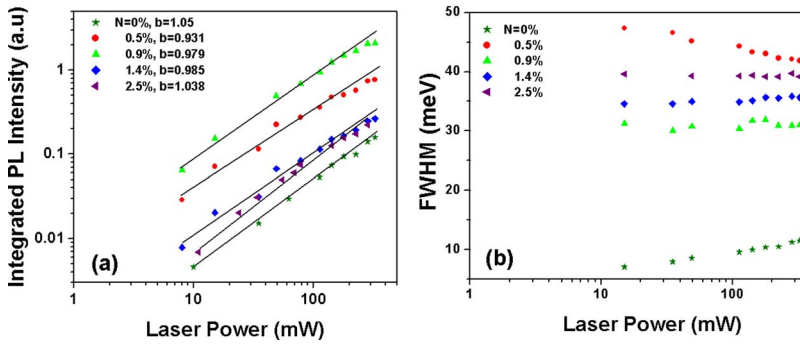 Integrated PL Intensity (a.u)
1
0.1
0.01
N=0%, b=1.05
0.5%, b=0.931
0.9%, b=0.979
1.4%, b=0.985
2.5%, b=1.038
(a)
1
10
100
Laser Power (mW)
FWHM (meV)
50
40
30
20
10
N=0%
0.5%
0.9%
1.4%
2.5%
(b)
1
10
100
Laser Power (mW)